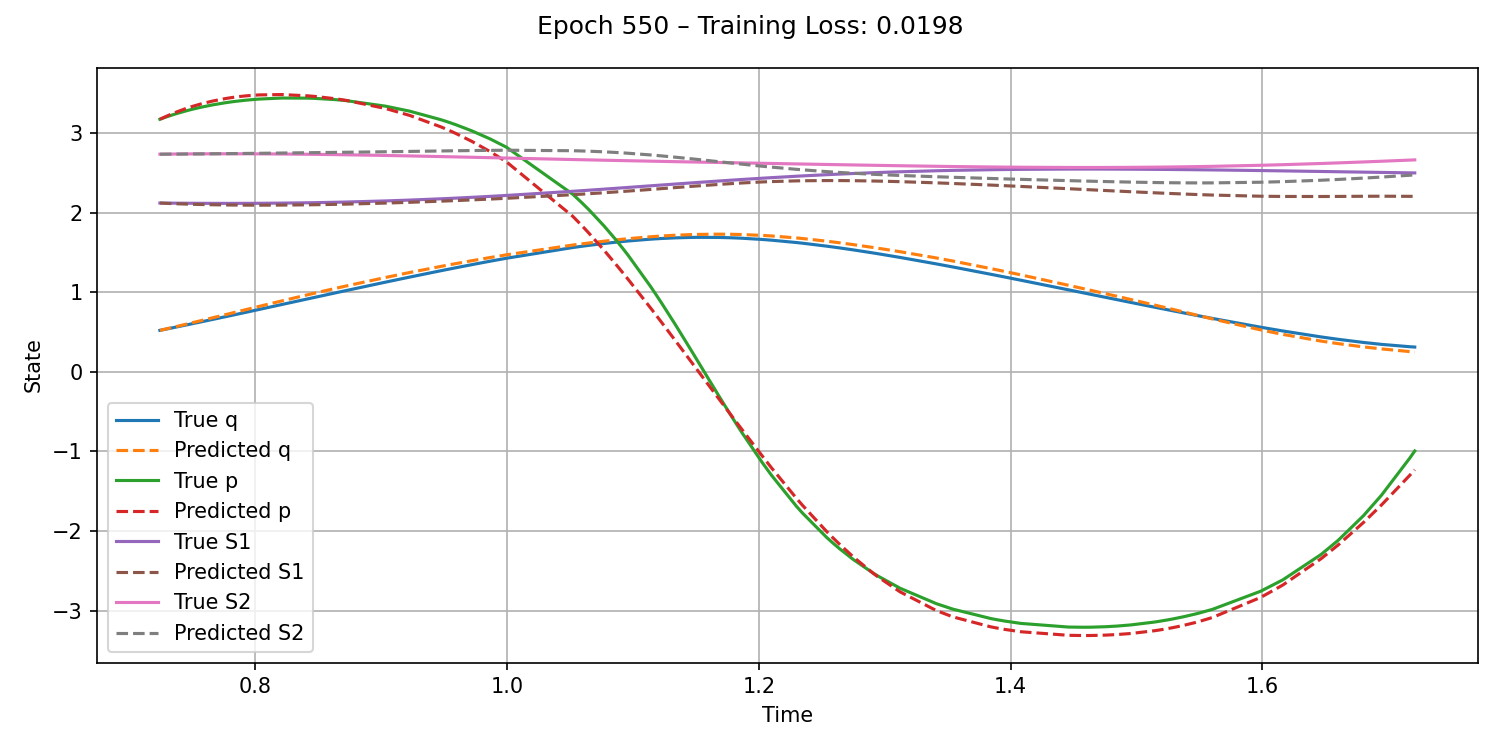 Epoch 550 – Training Loss: 0.0198
3
2
1
0
−1
−2
−3
State
True q
Predicted q
True p
Predicted p
True S1
Predicted S1
True S2
Predicted S2
0.8 1.0 1.2 1.4 1.6
Time